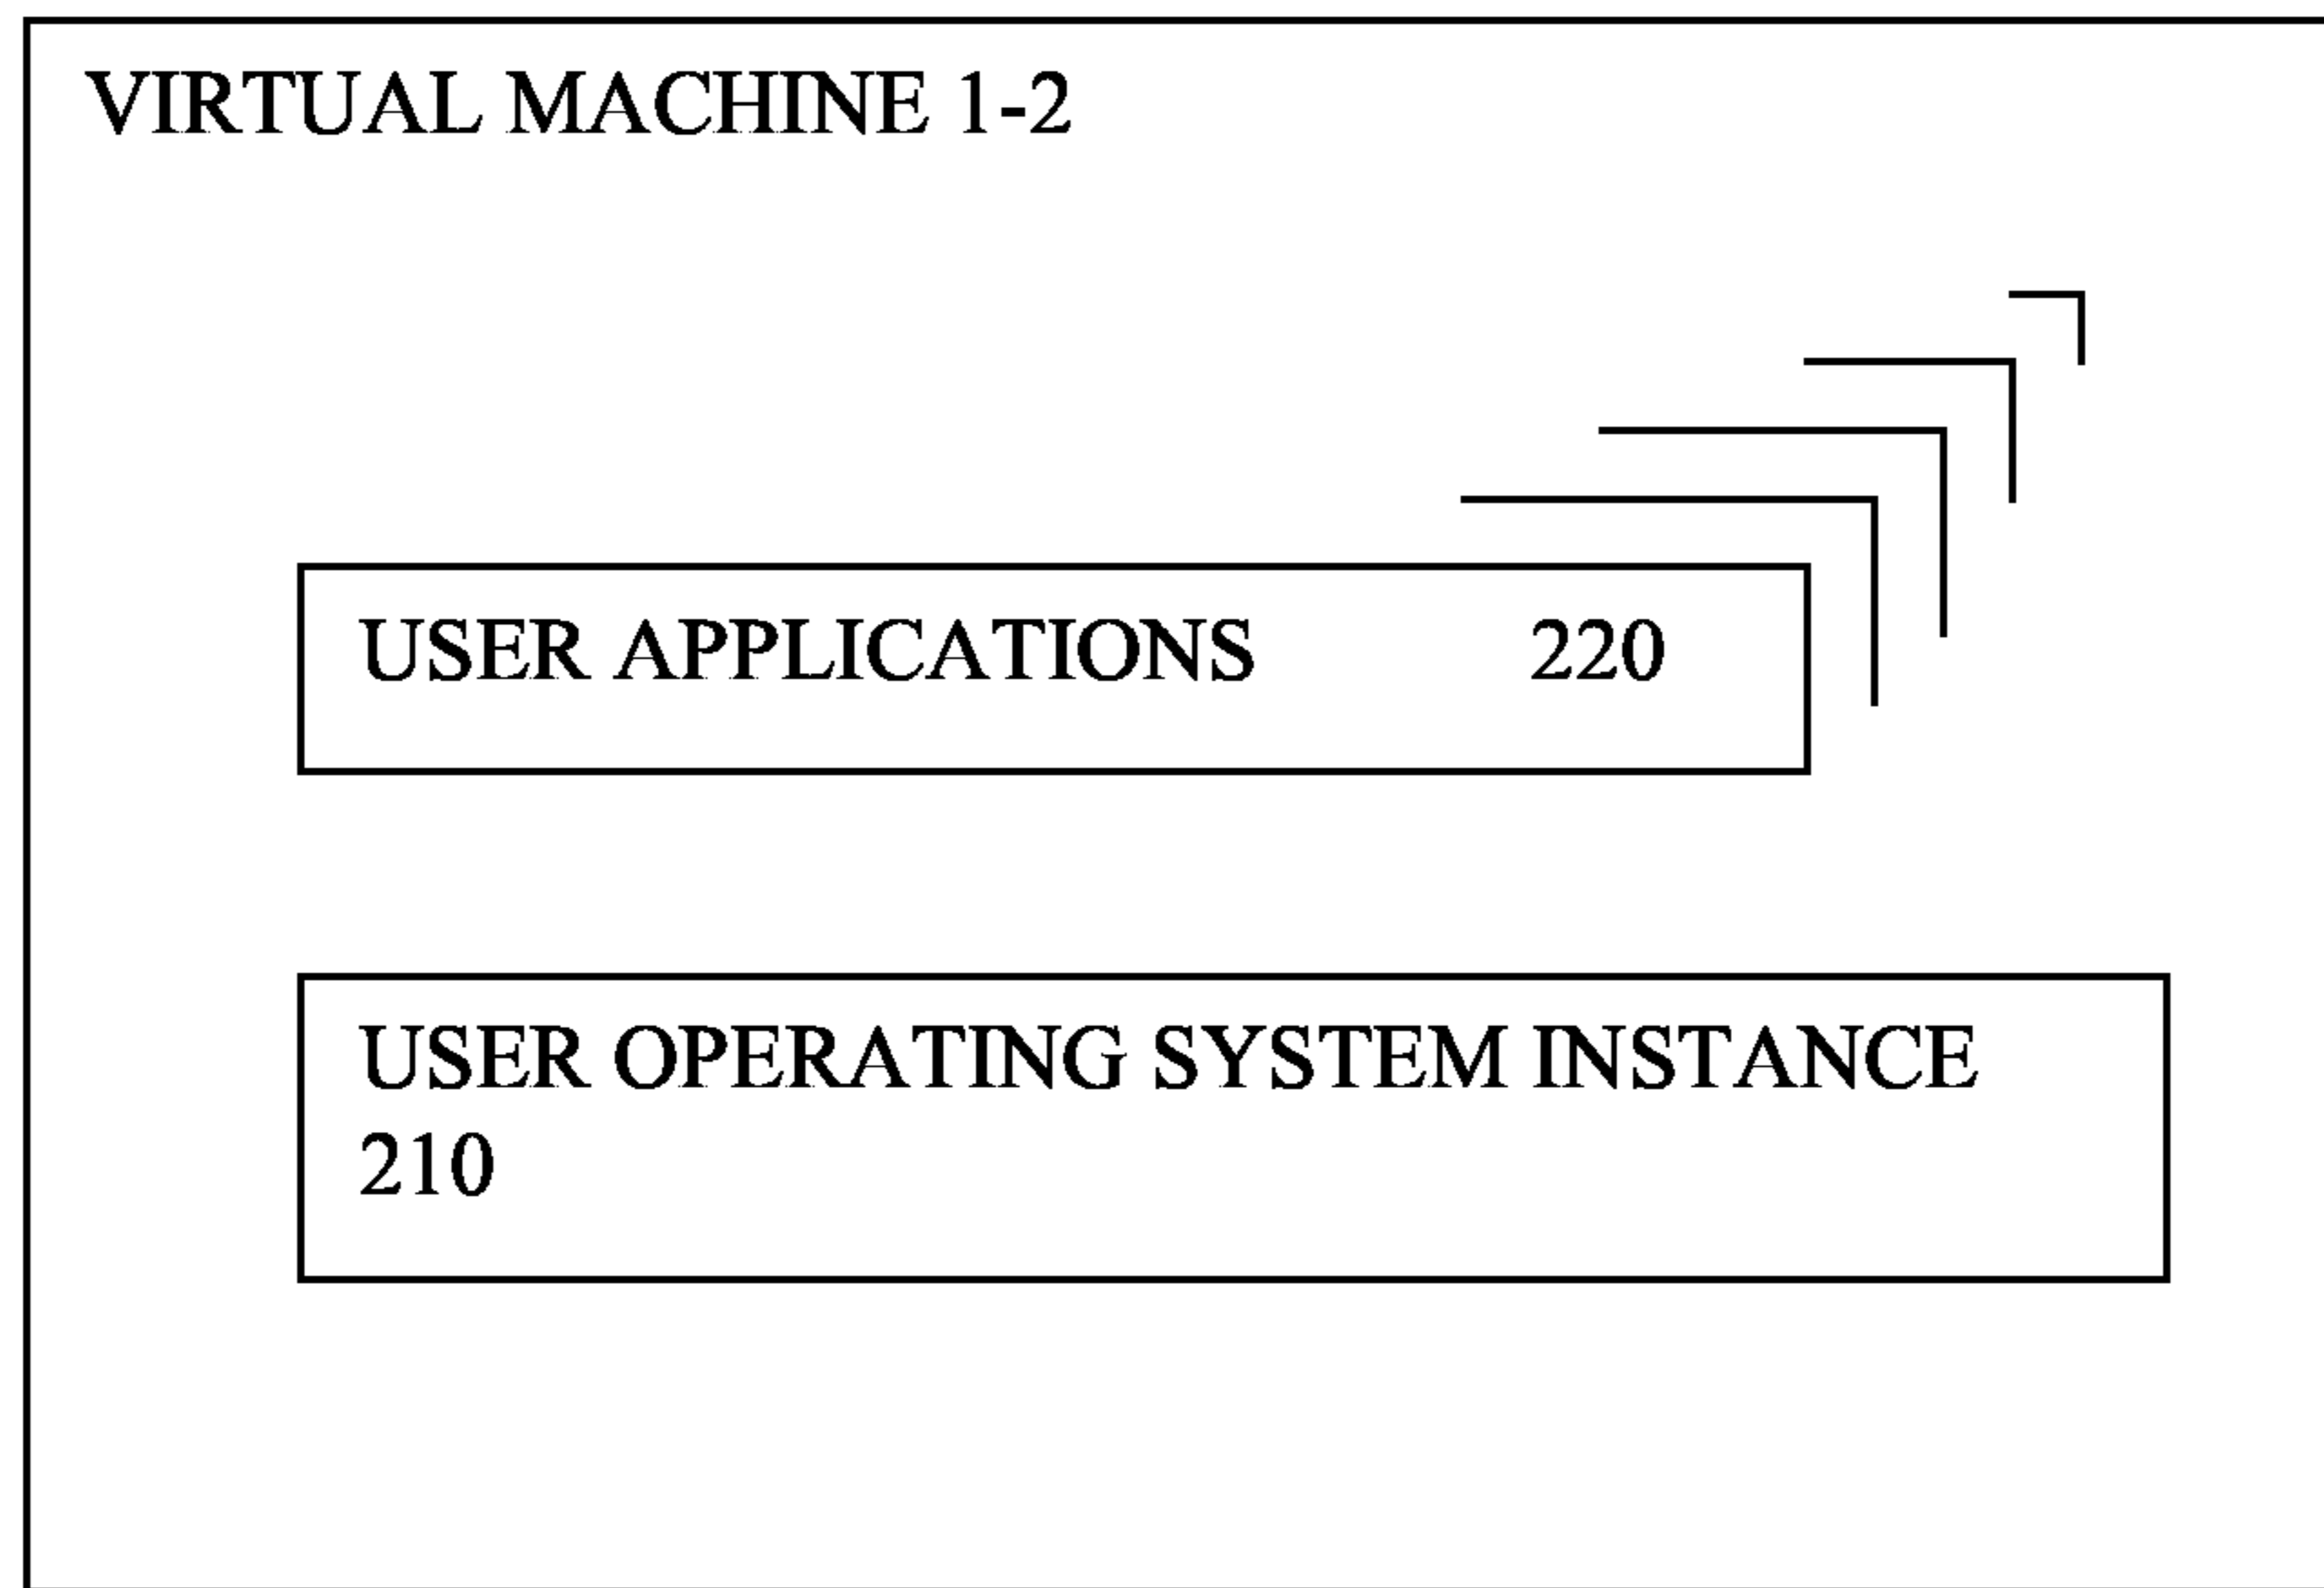 VIRTUAL MACHINE 1-2
USER APPLICATIONS 220
USER OPERATING SYSTEM INSTANCE
210